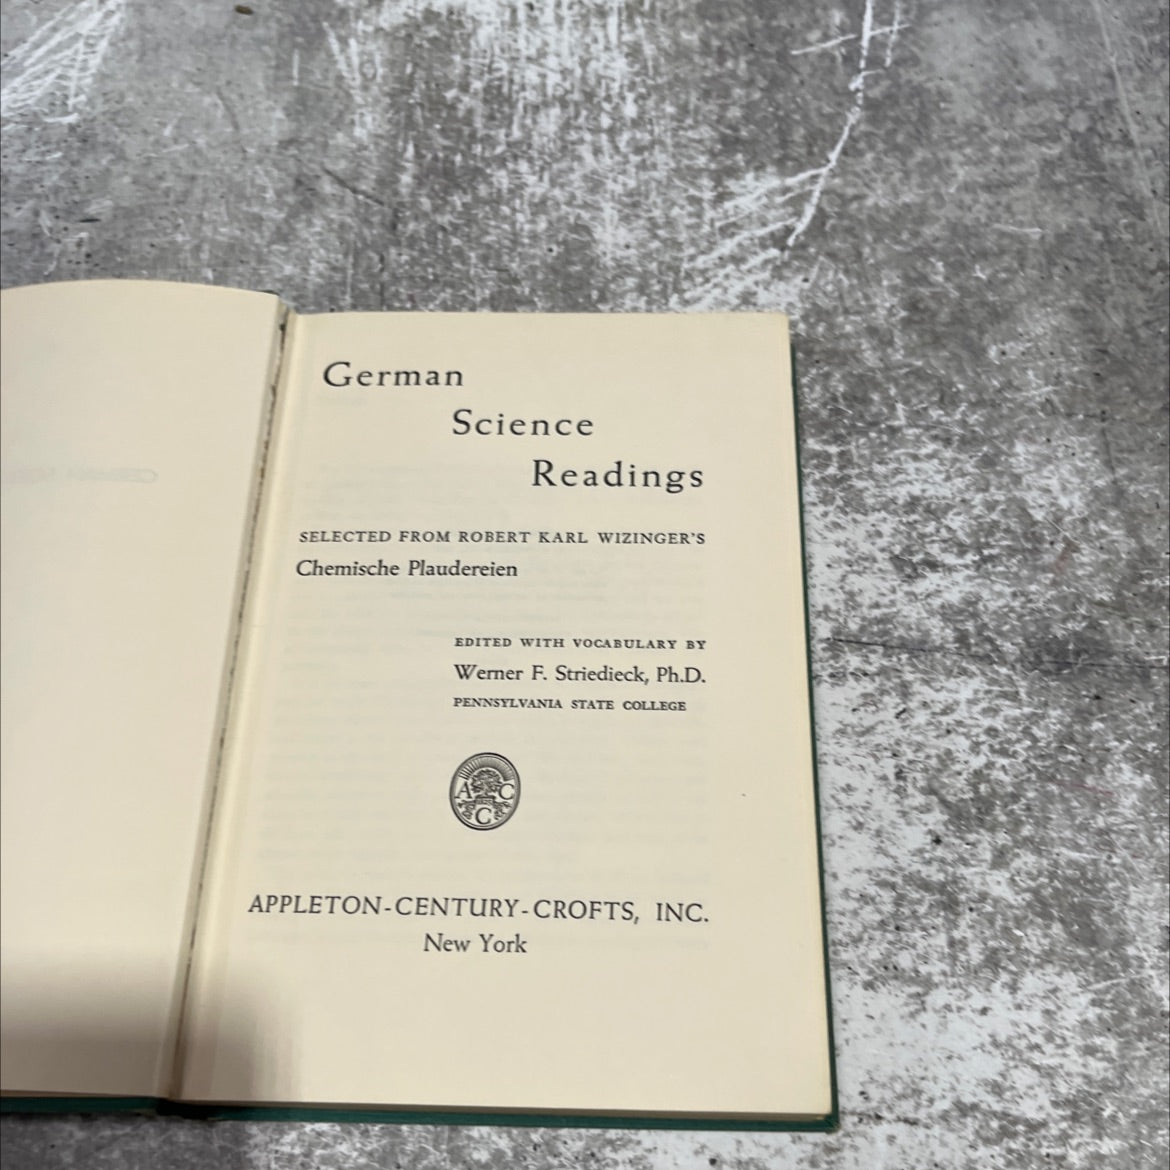 German
Science
Readings
SELECTED FROM ROBERT KARL WIZINGER'S
Chemische Plaudereien
EDITED WITH VOCABULARY BY
Werner F. Striedieck, Ph.D.
PENNSYLVANIA STATE COLLEGE
A C
C
APPLETON-CENTURY-CROFTS, INC.
New York